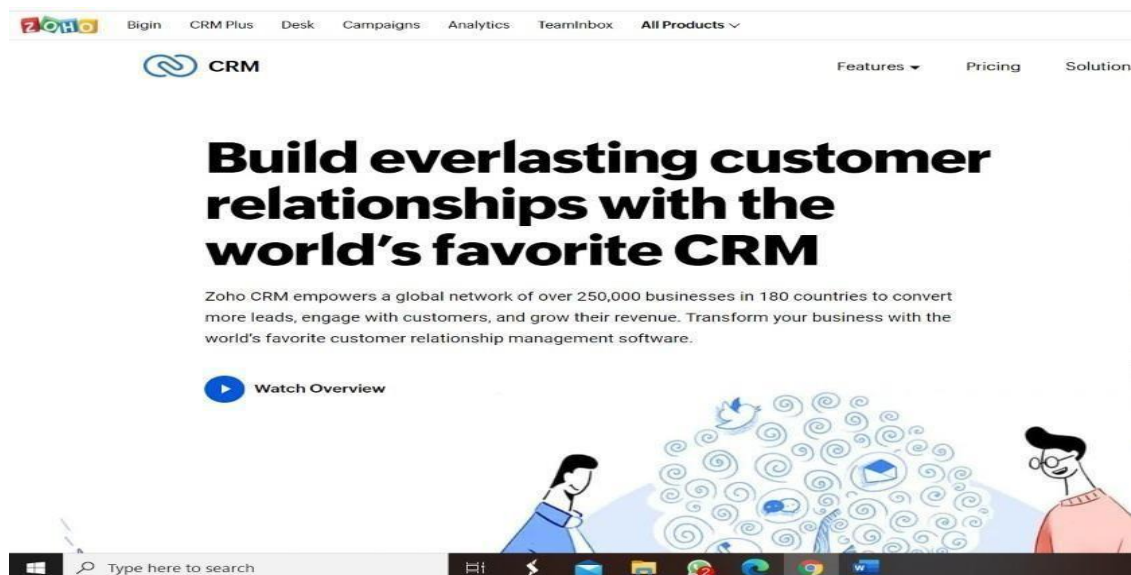 ZOHO Bigin CRM Plus Desk Campaigns Analytics TeamInbox All Products
CRM Features Pricing Solution
Build everlasting customer
relationships with the
world's favorite CRM
Zoho CRM empowers a global network of over 250,000 businesses in 180 countries to convert
more leads, engage with customers, and grow their revenue. Transform your business with the
world's favorite customer relationship management software.
Watch Overview
Type here to search 2 W